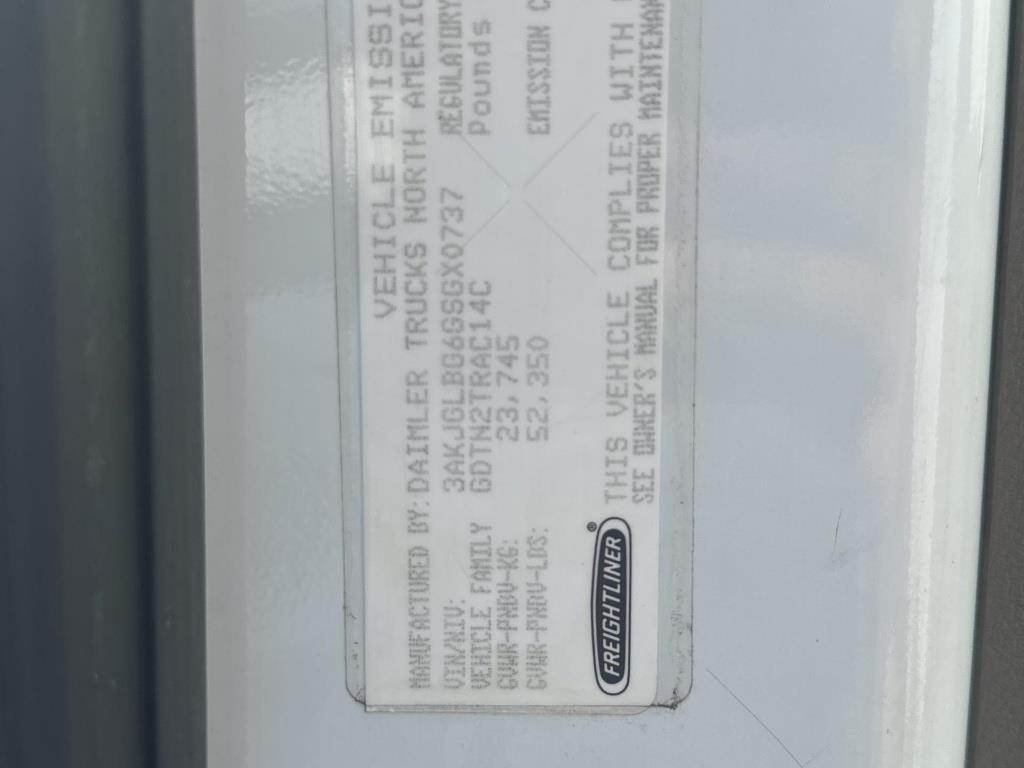 VEHICLE EMISSI
MANUFACTURED BY: DAIMLER TRUCKS NORTH AMERIC
VIN/NIV: 3AKJGLBG6GSGX0737 REGULATORY
VEHICLE FAMILY GDTN2TRAC14C Pounds
GVWR-PNBV-KG: 23,745
GVWR-PNBV-LBS: 52,350 EMISSION C
THIS VEHICLE COMPLIES WITH
SEE OWNER'S MANUAL FOR PROPER MAINTENAN
FREIGHTLINER®